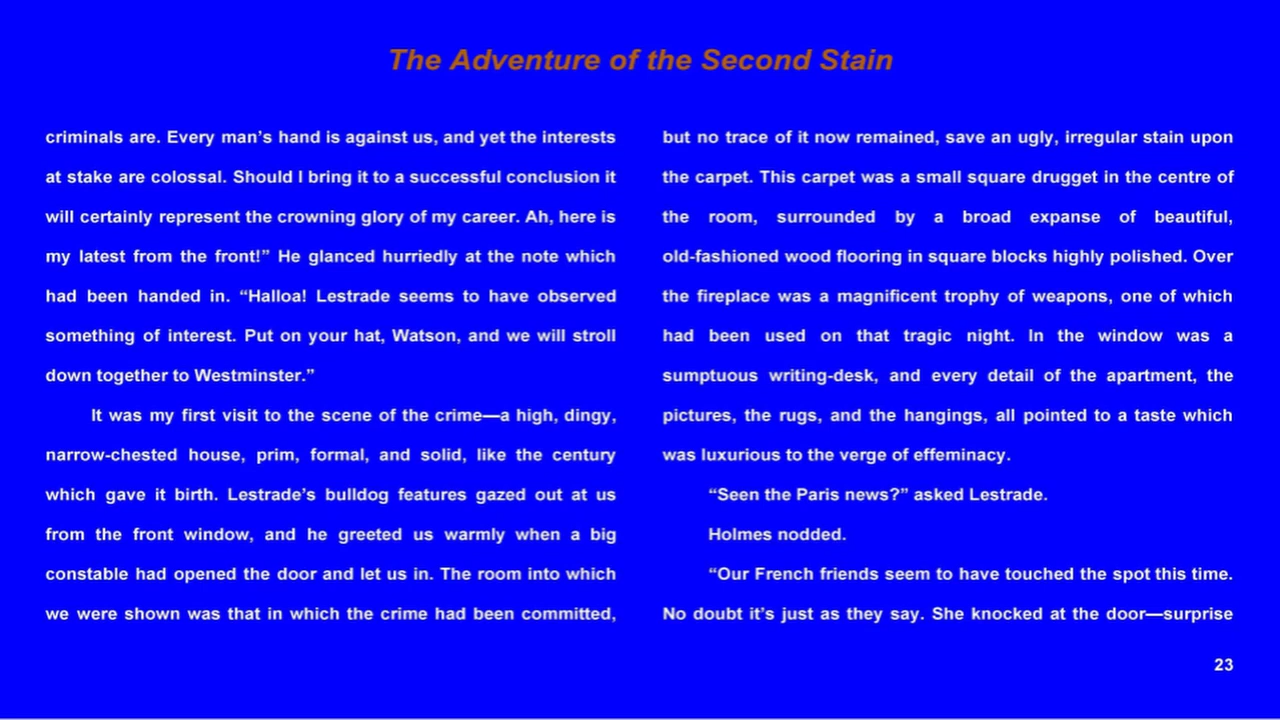 The Adventure of the Second Stain
criminals are. Every man’s hand is against us, and yet the interests
at stake are colossal. Should I bring it to a successful conclusion it
will certainly represent the crowning glory of my career. Ah, here is
my latest from the front!” He glanced hurriedly at the note which
had been handed in. “Halloa! Lestrade seems to have observed
something of interest. Put on your hat, Watson, and we will stroll
down together to Westminster.”
It was my first visit to the scene of the crime—a high, dingy,
narrow-chested house, prim, formal, and solid, like the century
which gave it birth. Lestrade’s bulldog features gazed out at us
from the front window, and he greeted us warmly when a big
constable had opened the door and let us in. The room into which
we were shown was that in which the crime had been committed,
but no trace of it now remained, save an ugly, irregular stain upon
the carpet. This carpet was a small square drugget in the centre of
the room, surrounded by a broad expanse of beautiful,
old-fashioned wood flooring in square blocks highly polished. Over
the fireplace was a magnificent trophy of weapons, one of which
had been used on that tragic night. In the window was a
sumptuous writing-desk, and every detail of the apartment, the
pictures, the rugs, and the hangings, all pointed to a taste which
was luxurious to the verge of effeminacy.
“Seen the Paris news?” asked Lestrade.
Holmes nodded.
“Our French friends seem to have touched the spot this time.
No doubt it’s just as they say. She knocked at the door—surprise
23